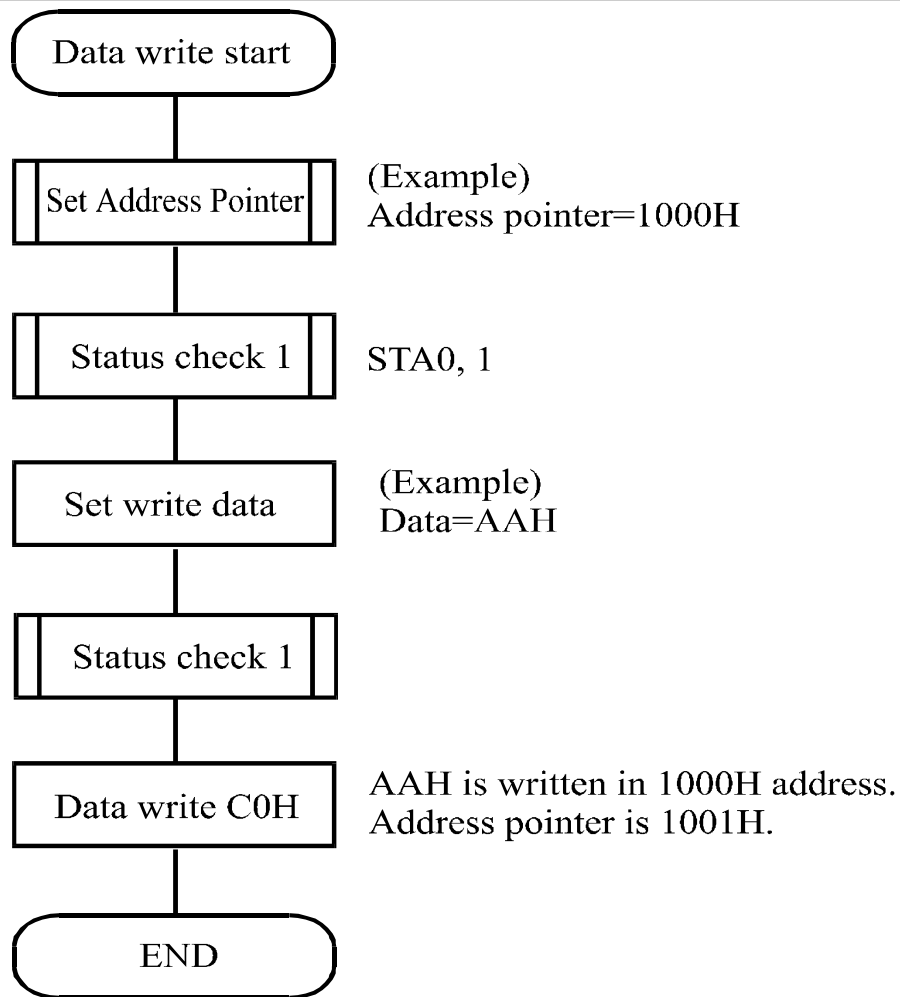 Data write start
Set Address Pointer
(Example)
Address pointer=1000H
Status check 1
STA0, 1
Set write data
(Example)
Data=AAH
Status check 1
Data write C0H
AAH is written in 1000H address.
Address pointer is 1001H.
END